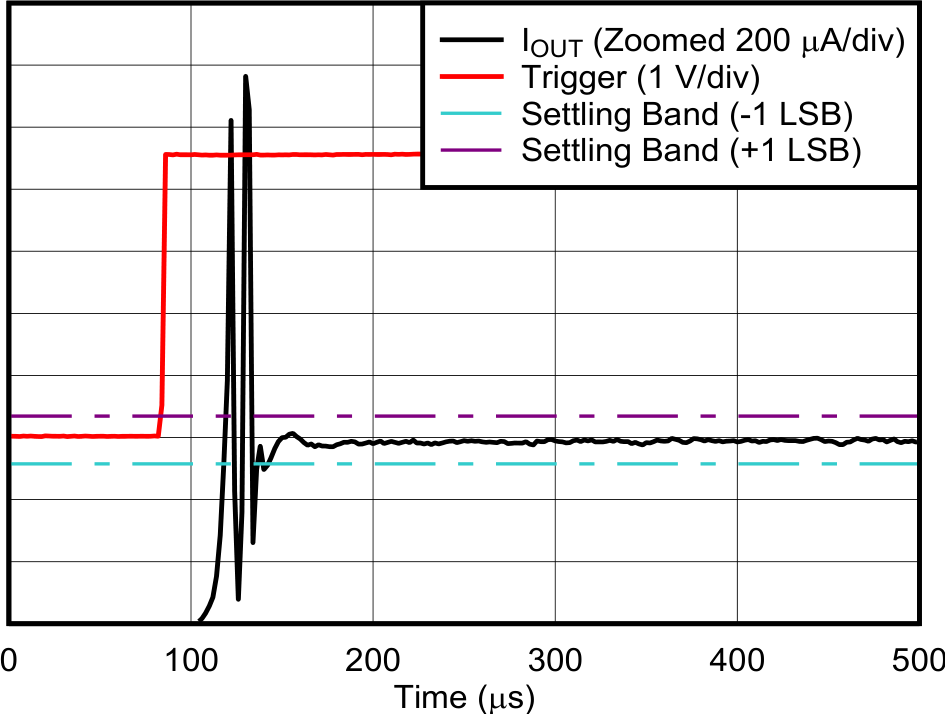 I_OUT (Zoomed 200 μA/div)
Trigger (1 V/div)
Settling Band (-1 LSB)
Settling Band (+1 LSB)
0 100 200 300 400 500
Time (μs)